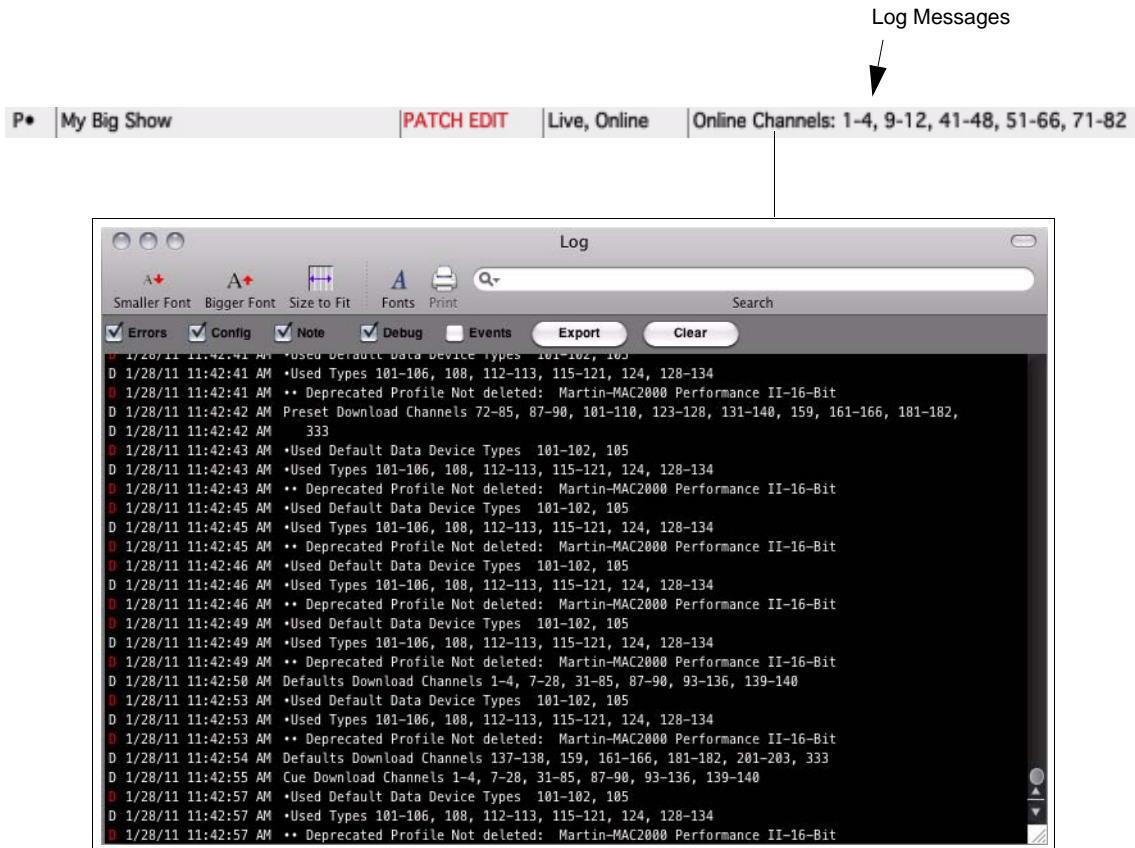 Log Messages
P• My Big Show PATCH EDIT Live, Online Online Channels: 1-4, 9-12, 41-48, 51-66, 71-82
Log
Smaller Font Bigger Font Size to Fit Fonts Print Search
Errors Config Note Debug Events Export Clear
D 1/28/11 11:42:41 AM •Used Default Data Device Types 101-102, 105
D 1/28/11 11:42:41 AM •Used Types 101-106, 108, 112-113, 115-121, 124, 128-134
D 1/28/11 11:42:41 AM •• Deprecated Profile Not deleted: Martin-MAC2000 Performance II-16-Bit
D 1/28/11 11:42:42 AM Preset Download Channels 72-85, 87-90, 101-110, 123-128, 131-140, 159, 161-166, 181-182,
D 1/28/11 11:42:42 AM 333
D 1/28/11 11:42:43 AM •Used Default Data Device Types 101-102, 105
D 1/28/11 11:42:43 AM •Used Types 101-106, 108, 112-113, 115-121, 124, 128-134
D 1/28/11 11:42:43 AM •• Deprecated Profile Not deleted: Martin-MAC2000 Performance II-16-Bit
D 1/28/11 11:42:45 AM •Used Default Data Device Types 101-102, 105
D 1/28/11 11:42:45 AM •Used Types 101-106, 108, 112-113, 115-121, 124, 128-134
D 1/28/11 11:42:45 AM •• Deprecated Profile Not deleted: Martin-MAC2000 Performance II-16-Bit
D 1/28/11 11:42:46 AM •Used Default Data Device Types 101-102, 105
D 1/28/11 11:42:46 AM •Used Types 101-106, 108, 112-113, 115-121, 124, 128-134
D 1/28/11 11:42:46 AM •• Deprecated Profile Not deleted: Martin-MAC2000 Performance II-16-Bit
D 1/28/11 11:42:49 AM •Used Default Data Device Types 101-102, 105
D 1/28/11 11:42:49 AM •Used Types 101-106, 108, 112-113, 115-121, 124, 128-134
D 1/28/11 11:42:49 AM •• Deprecated Profile Not deleted: Martin-MAC2000 Performance II-16-Bit
D 1/28/11 11:42:50 AM Defaults Download Channels 1-4, 7-28, 31-85, 87-90, 93-136, 139-140
D 1/28/11 11:42:53 AM •Used Default Data Device Types 101-102, 105
D 1/28/11 11:42:53 AM •Used Types 101-106, 108, 112-113, 115-121, 124, 128-134
D 1/28/11 11:42:53 AM •• Deprecated Profile Not deleted: Martin-MAC2000 Performance II-16-Bit
D 1/28/11 11:42:54 AM Defaults Download Channels 137-138, 159, 161-166, 181-182, 201-203, 333
D 1/28/11 11:42:55 AM Cue Download Channels 1-4, 7-28, 31-85, 87-90, 93-136, 139-140
D 1/28/11 11:42:57 AM •Used Default Data Device Types 101-102, 105
D 1/28/11 11:42:57 AM •Used Types 101-106, 108, 112-113, 115-121, 124, 128-134
D 1/28/11 11:42:57 AM •• Deprecated Profile Not deleted: Martin-MAC2000 Performance II-16-Bit